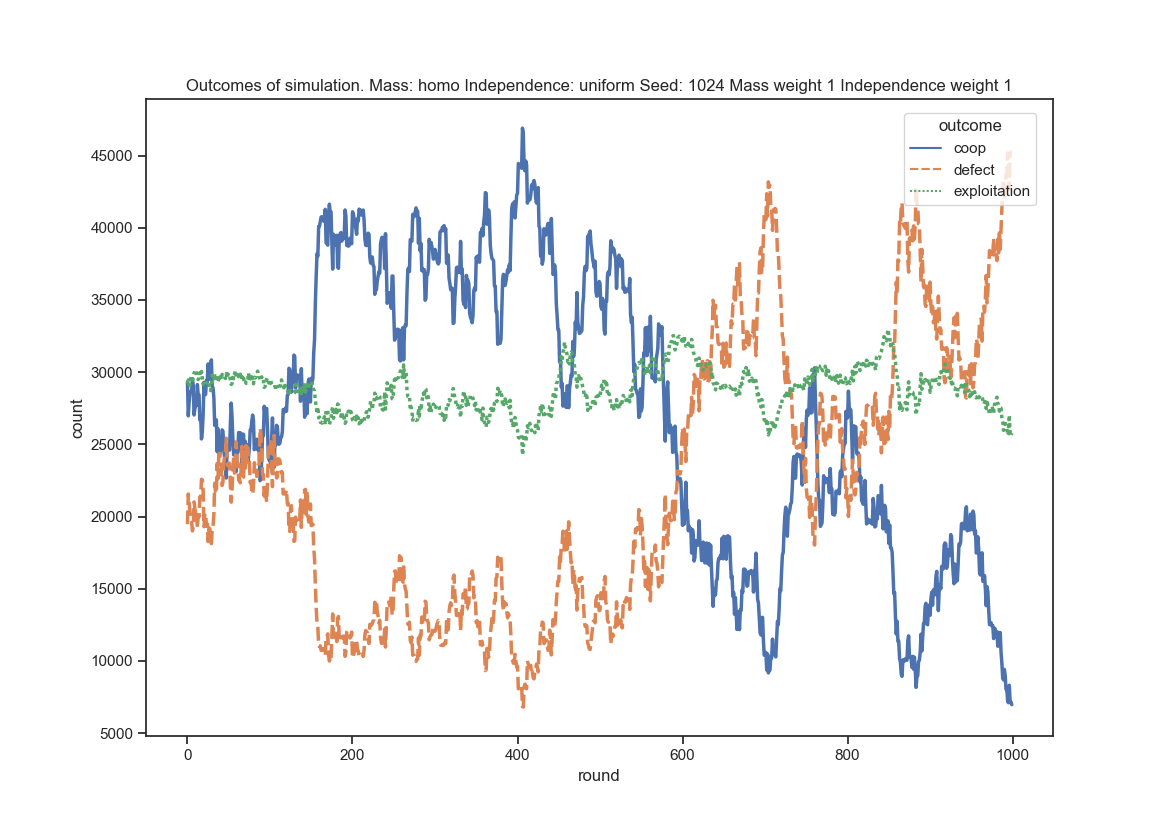 Outcomes of simulation. Mass: homo Independence: uniform Seed: 1024 Mass weight 1 Independence weight 1
outcome
coop
defect
exploitation
45000
40000
35000
30000
25000
20000
15000
10000
5000
count
0 200 400 600 800 1000
round